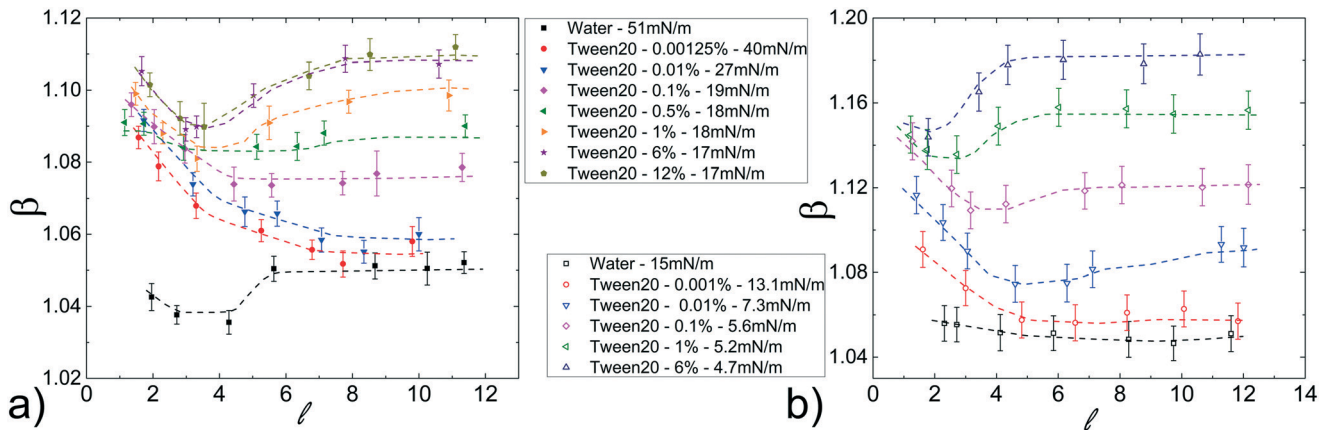 1.12
1.10
1.08
1.06
1.04
1.02
β
0 2 4 6 8 10 12
ℓ
a)
Water - 51mN/m
Tween20 - 0.00125% - 40mN/m
Tween20 - 0.01% - 27mN/m
Tween20 - 0.1% - 19mN/m
Tween20 - 0.5% - 18mN/m
Tween20 - 1% - 18mN/m
Tween20 - 6% - 17mN/m
Tween20 - 12% - 17mN/m
Water - 15mN/m
Tween20 - 0.001% - 13.1mN/m
Tween20 - 0.01% - 7.3mN/m
Tween20 - 0.1% - 5.6mN/m
Tween20 - 1% - 5.2mN/m
Tween20 - 6% - 4.7mN/m
1.20
1.16
1.12
1.08
1.04
β
0 2 4 6 8 10 12 14
ℓ
b)